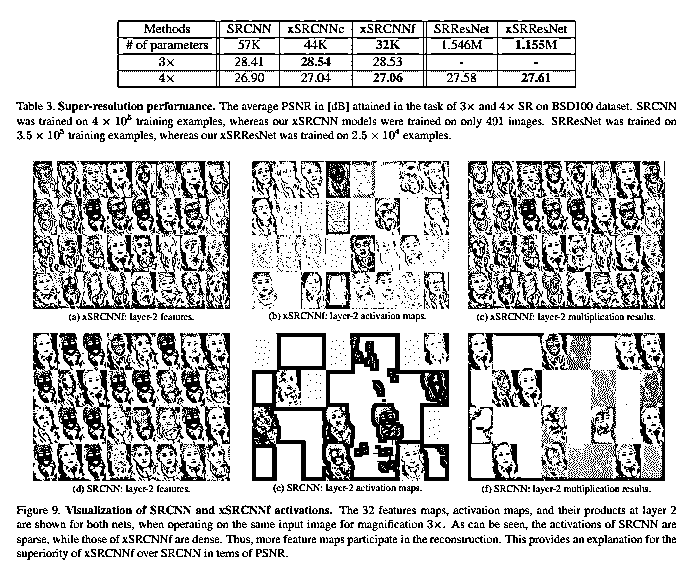 Methods SRCNN xSRCNNc xSRCNNf SRResNet xSRResNet
# of parameters 57K 44K 32K 1.546M 1.155M
3× 28.41 28.54 28.53 - -
4× 26.90 27.04 27.06 27.58 27.61
Table 3. Super-resolution performance. The average PSNR in [dB] attained in the task of 3× and 4× SR on BSD100 dataset. SRCNN
was trained on 4 × 10⁵ training examples, whereas our xSRCNN models were trained on only 491 images. SRResNet was trained on
3.5 × 10⁵ training examples, whereas our xSRResNet was trained on 2.5 × 10⁴ examples.
(a) xSRCNNf: layer-2 features.
(b) xSRCNNf: layer-2 activation maps.
(c) xSRCNNf: layer-2 multiplication results.
(d) SRCNN: layer-2 features.
(e) SRCNN: layer-2 activation maps.
(f) SRCNN: layer-2 multiplication results.
Figure 9. Visualization of SRCNN and xSRCNNf activations. The 32 features maps, activation maps, and their products at layer 2
are shown for both nets, when operating on the same input image for magnification 3×. As can be seen, the activations of SRCNN are
sparse, while those of xSRCNNf are dense. Thus, more feature maps participate in the reconstruction. This provides an explanation for the
superiority of xSRCNNf over SRCNN in terms of PSNR.